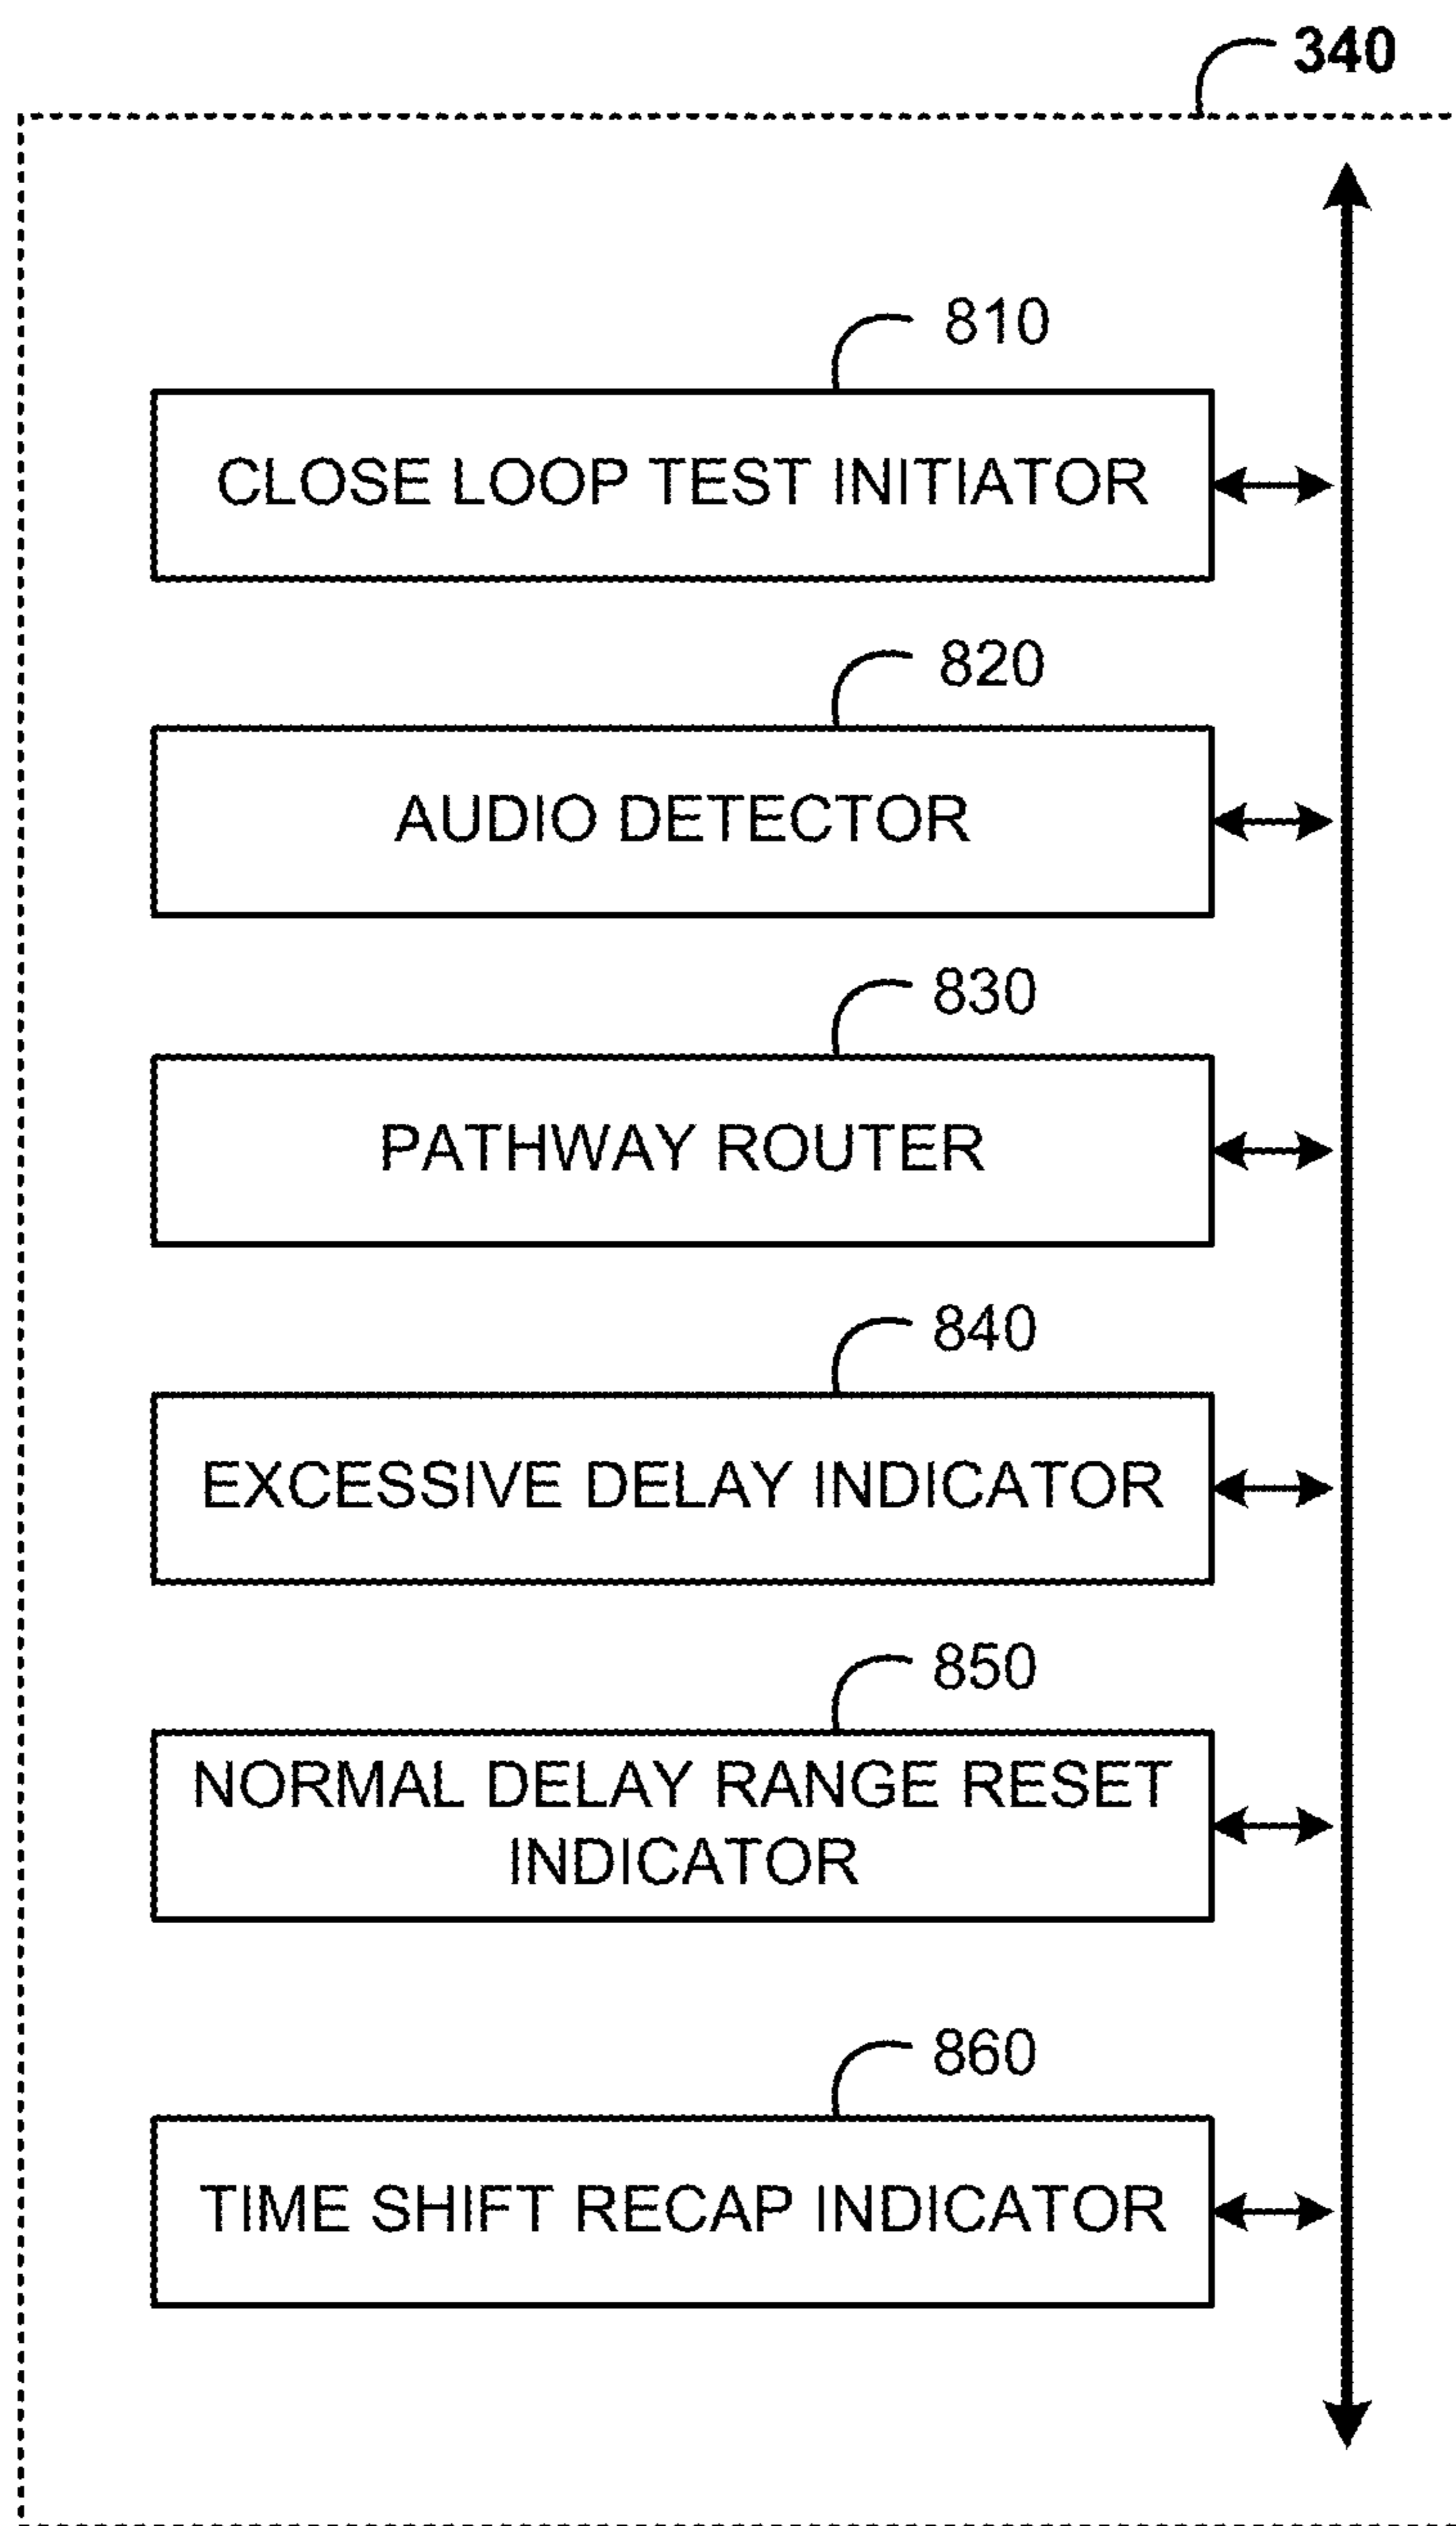 340
810
CLOSE LOOP TEST INITIATOR
820
AUDIO DETECTOR
830
PATHWAY ROUTER
840
EXCESSIVE DELAY INDICATOR
850
NORMAL DELAY RANGE RESET
INDICATOR
860
TIME SHIFT RECAP INDICATOR